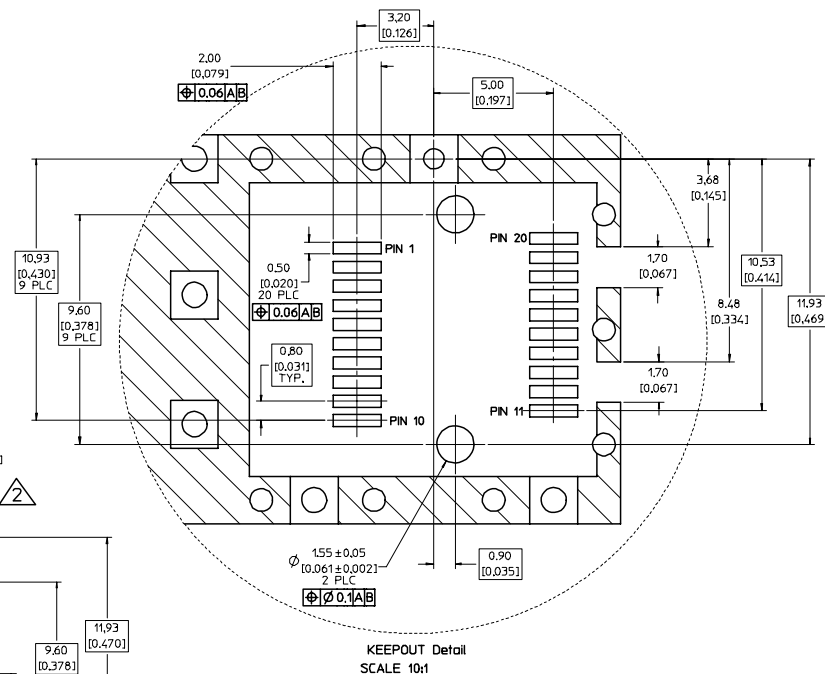 3,20
[0.126]
2,00
[0,079]
⌖ 0.06 A B
5,00
[0.197]
3,68
[0.145]
PIN 1
PIN 20
0,50
[0.020]
20 PLC
⌖ 0.06 A B
10,93
[0.430]
9 PLC
9,60
[0.378]
9 PLC
1,70
[0.067]
10,53
[0.414]
8,48
[0.334]
11,93
[0.469]
0,80
[0.031]
TYP.
1,70
[0.067]
PIN 10
PIN 11
]
2
∅ 1,55 ±0.05
[0.061±0.002]
2 PLC
⌖ ∅ 0.1 A B
0,90
[0.035]
11,93
[0.470]
9,60
[0.378]
KEEPOUT Detail
SCALE 10:1